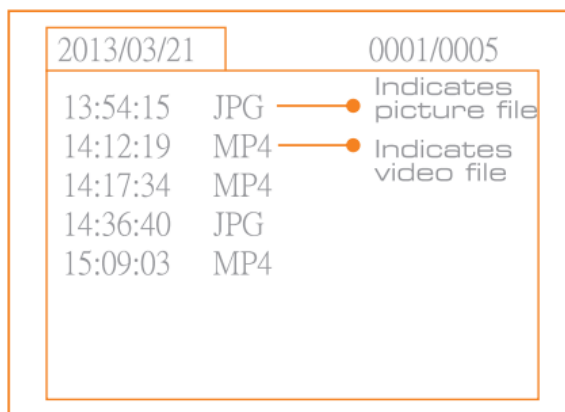 2013/03/21 0001/0005
13:54:15 JPG Indicates picture file
14:12:19 MP4 Indicates video file
14:17:34 MP4
14:36:40 JPG
15:09:03 MP4